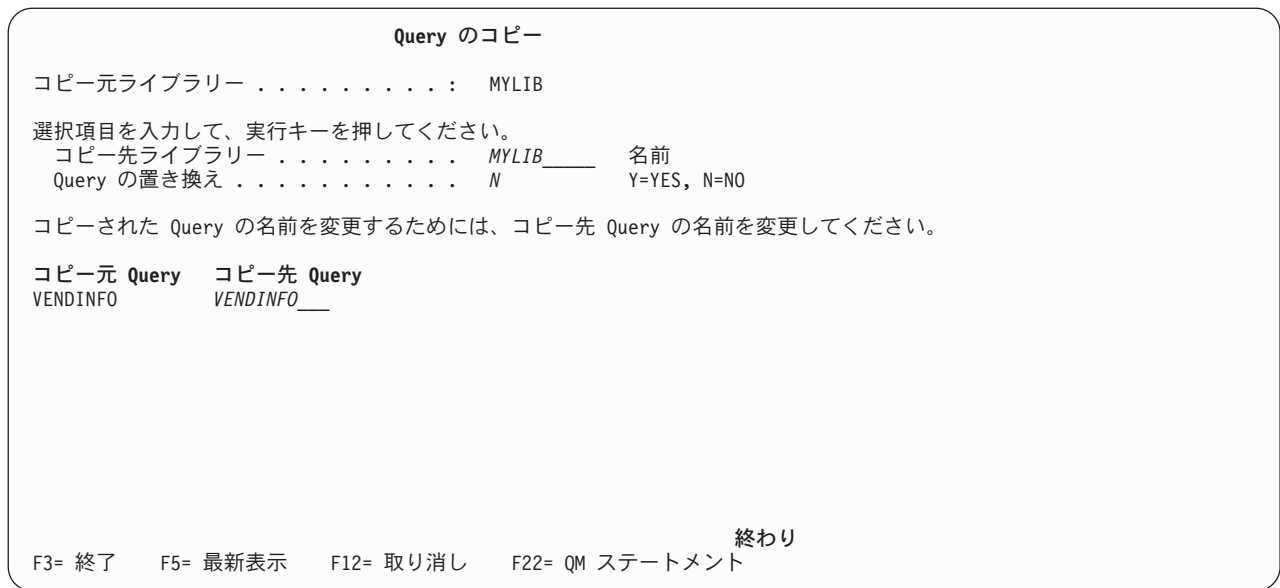 Query のコピー
コピー元ライブラリー . . . . . . . . . : MYLIB
選択項目を入力して、実行キーを押してください。
コピー先ライブラリー . . . . . . . . . MYLIB_____ 名前
Query の置き換え . . . . . . . . . . . N Y=YES, N=NO
コピーされた Query の名前を変更するためには、コピー先 Query の名前を変更してください。
コピー元 Query コピー先 Query
VENDINFO VENDINFO___
終わり
F3= 終了 F5= 最新表示 F12= 取り消し F22= QM ステートメント